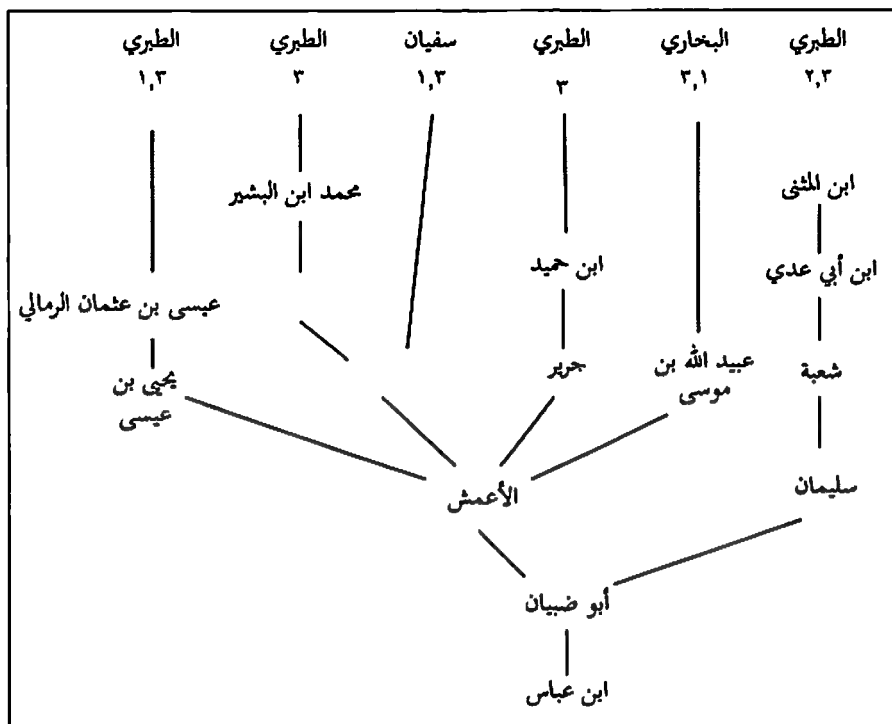 الطبري البخاري الطبري سفيان الطبري الطبري
٢,٣ ٣,١ ٣ ١,٣ ٣ ١,٣
ابن المثنى محمد ابن البشير
ابن أبي عدي ابن حميد
عيسى بن عثمان الرمالي
شعبة عبيد الله بن جرير يحيى بن
موسى عيسى
سليمان الأعمش
أبو ضبيان
ابن عباس